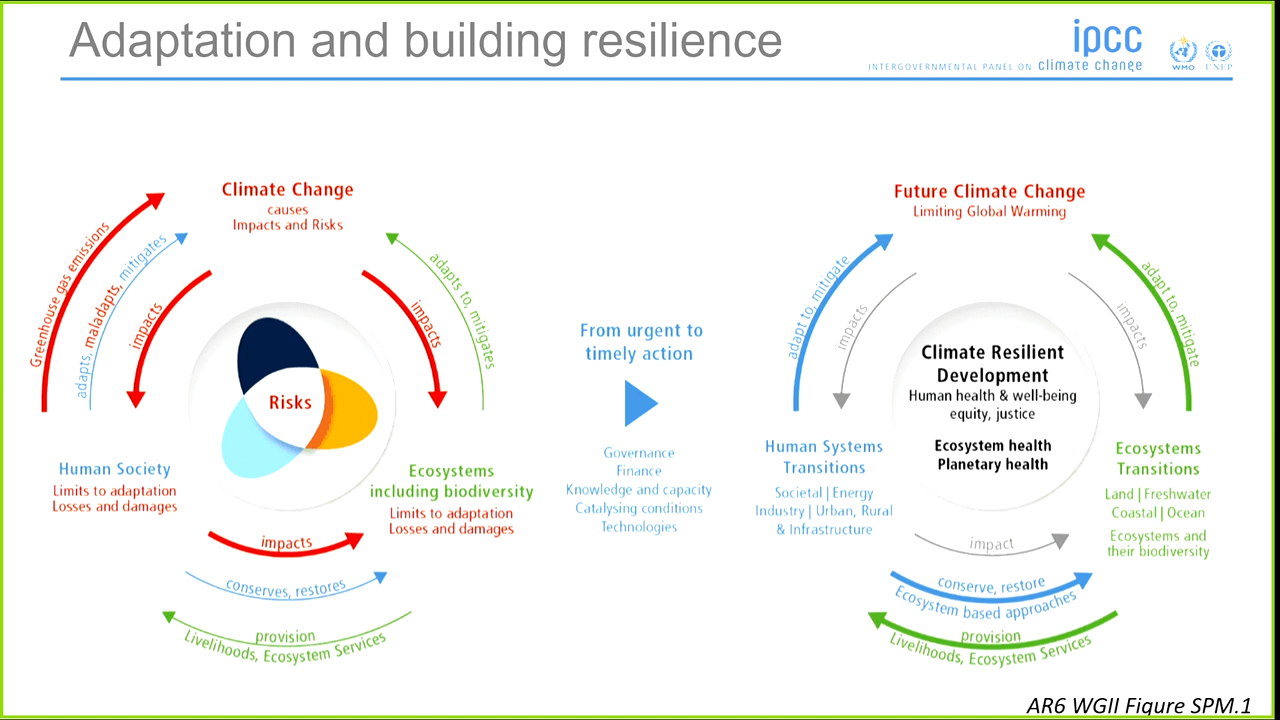 Adaptation and building resilience
ipcc
INTERGOVERNMENTAL PANEL ON climate change
WMO
UNEP
Climate Change
causes
Impacts and Risks
Greenhouse gas emissions
adapts, maladapts, mitigates
impacts
impacts
adapts to, mitigates
Risks
Human Society
Limits to adaptation
Losses and damages
Ecosystems
including biodiversity
Limits to adaptation
Losses and damages
impacts
conserves, restores
provision
Livelihoods, Ecosystem Services
From urgent to
timely action
Governance
Finance
Knowledge and capacity
Catalysing conditions
Technologies
Future Climate Change
Limiting Global Warming
adapt to, mitigate
impacts
impacts
adapt to, mitigate
Climate Resilient
Development
Human health & well-being
equity, justice
Ecosystem health
Planetary health
Human Systems
Transitions
Societal | Energy
Industry | Urban, Rural
& Infrastructure
Ecosystems
Transitions
Land | Freshwater
Coastal | Ocean
Ecosystems and
their biodiversity
impact
conserve, restore
Ecosystem based approaches
provision
Livelihoods, Ecosystem Services
AR6 WGII Figure SPM.1